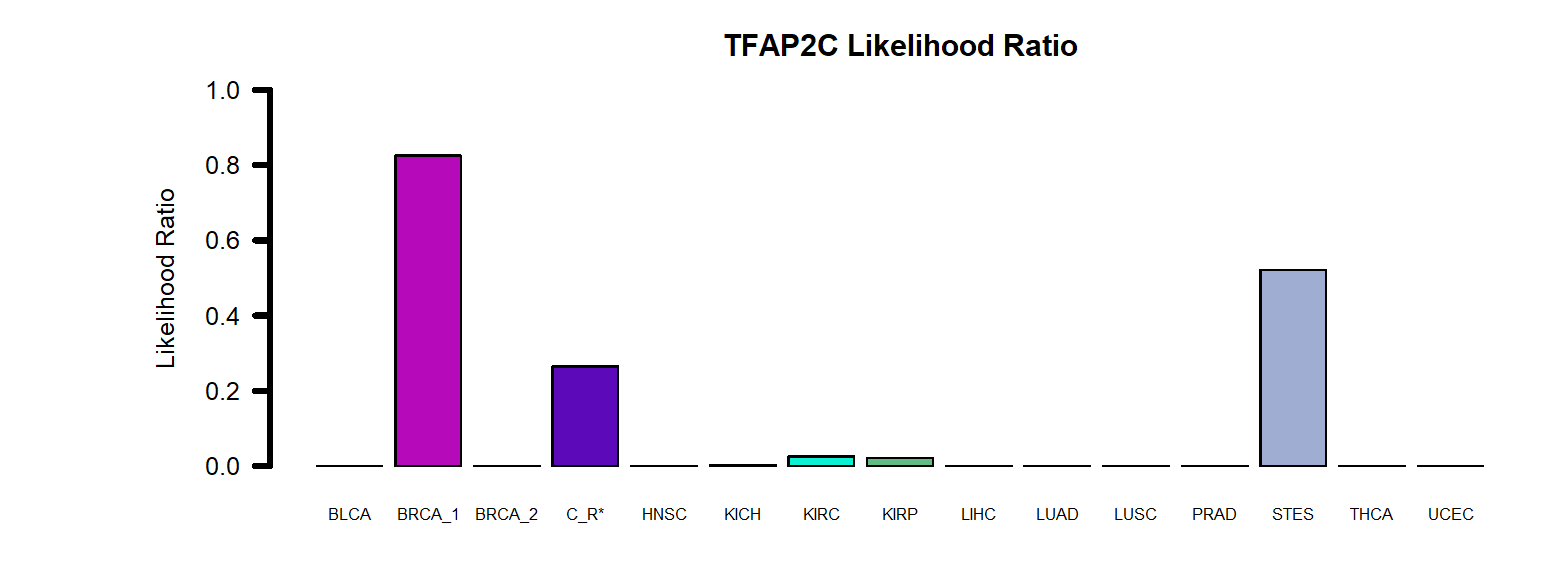 TFAP2C Likelihood Ratio
Likelihood Ratio
1.0
0.8
0.6
0.4
0.2
0.0
BLCA BRCA_1 BRCA_2 C_R* HNSC KICH KIRC KIRP LIHC LUAD LUSC PRAD STES THCA UCEC